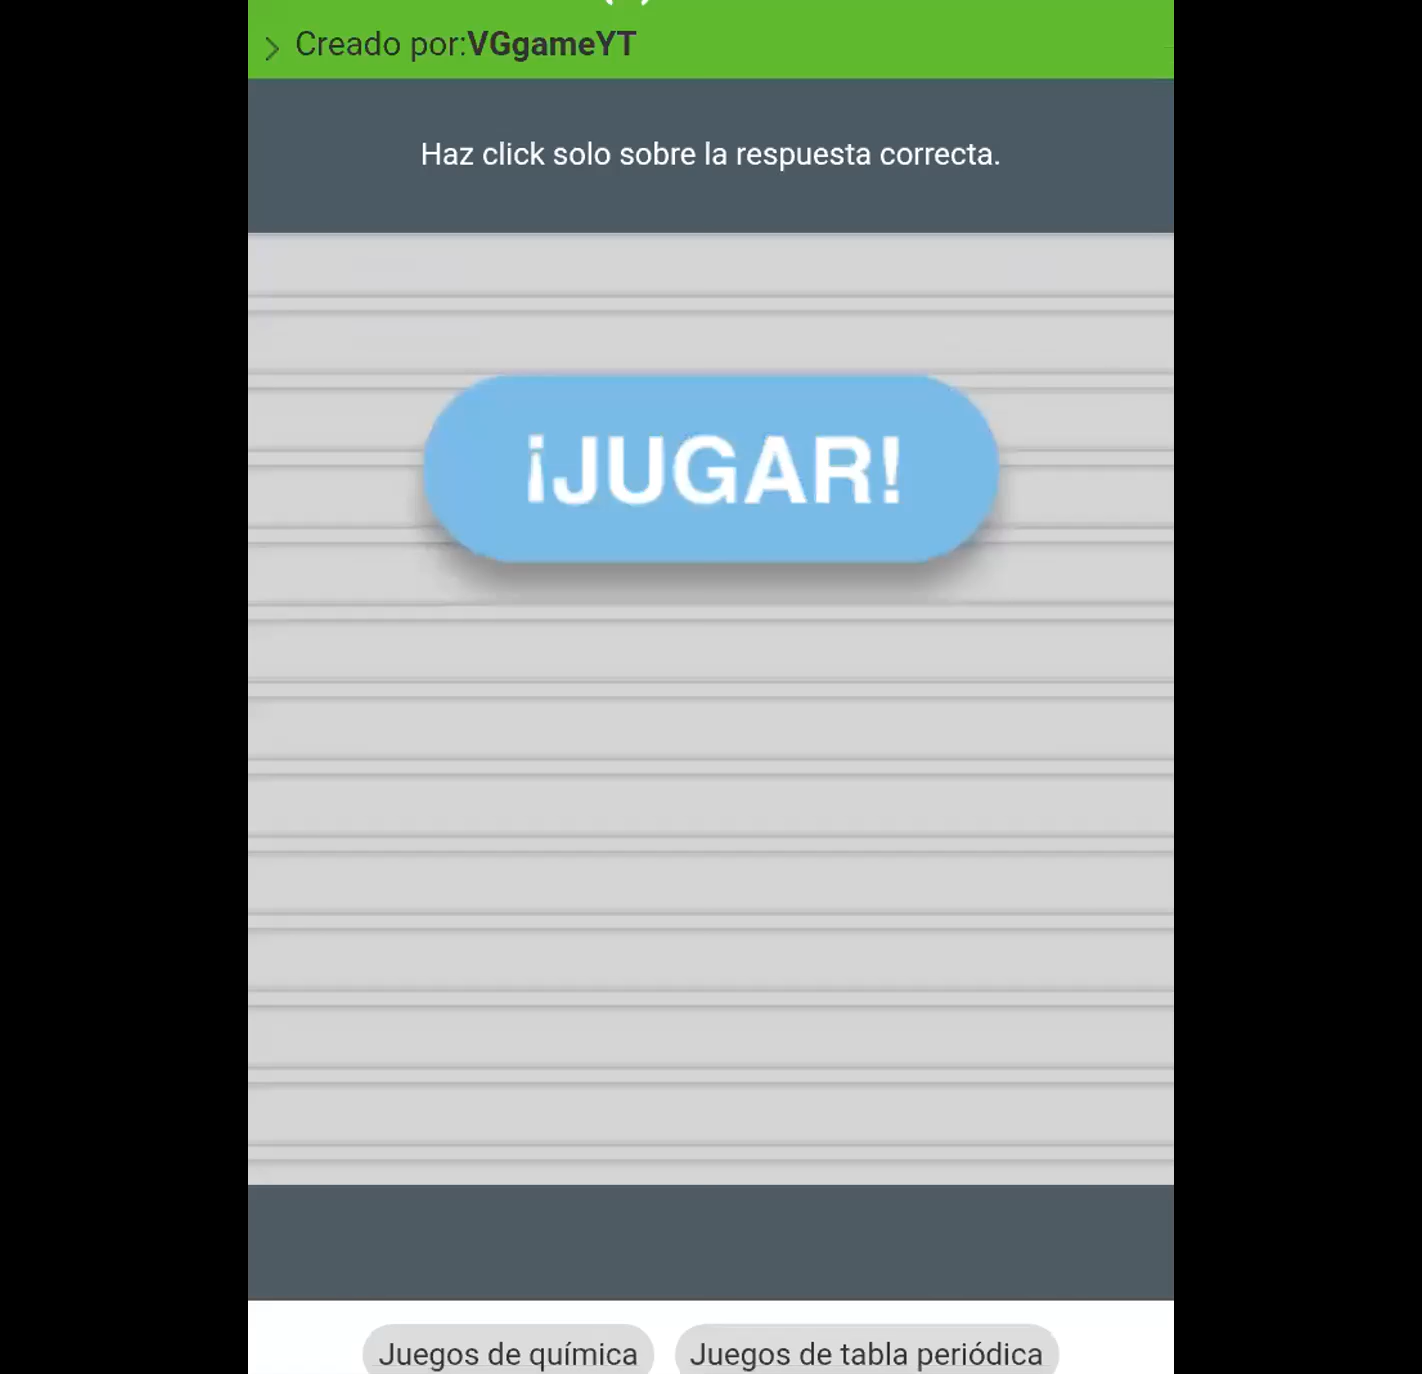 Creado por:VGgameYT
Haz click solo sobre la respuesta correcta.
¡JUGAR!
Juegos de química
Juegos de tabla periódica